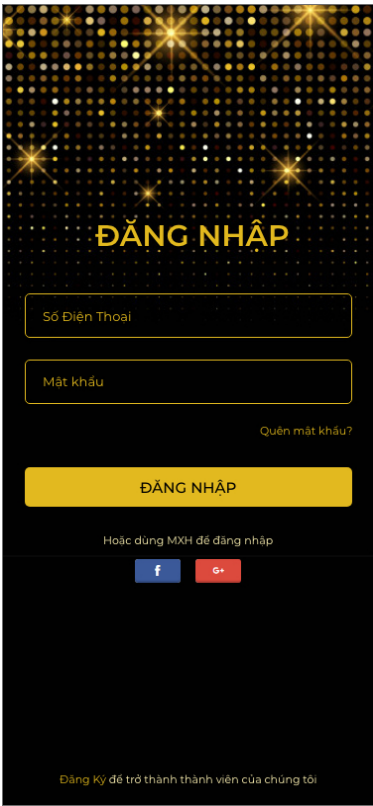 ĐĂNG NHẬP
Số Điện Thoại
Mật khẩu
Quên mật khẩu?
ĐĂNG NHẬP
Hoặc dùng MXH để đăng nhập
f
G+
Đăng Ký để trở thành thành viên của chúng tôi